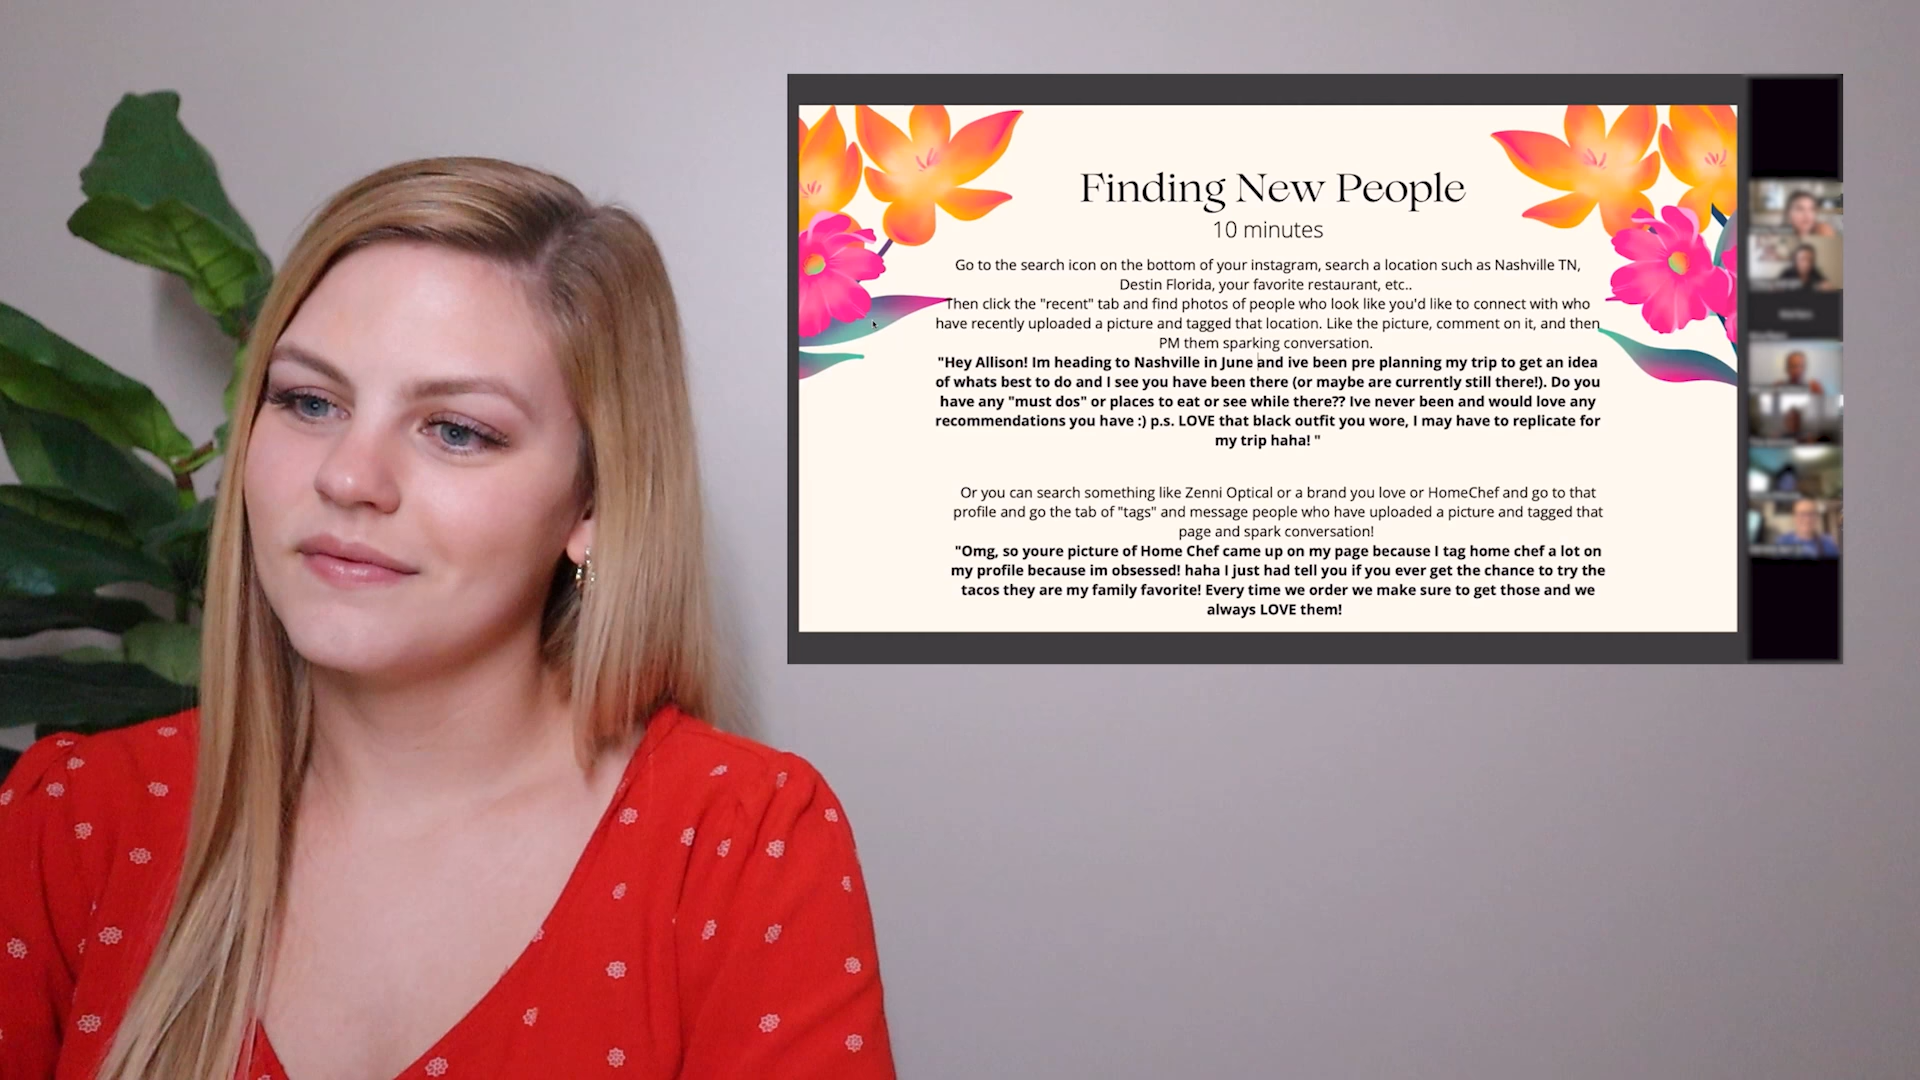 Finding New People
10 minutes
Go to the search icon on the bottom of your instagram, search a location such as Nashville TN,
Destin Florida, your favorite restaurant, etc..
Then click the "recent" tab and find photos of people who look like you'd like to connect with who
have recently uploaded a picture and tagged that location. Like the picture, comment on it, and then
PM them sparking conversation.
"Hey Allison! Im heading to Nashville in June and ive been pre planning my trip to get an idea
of whats best to do and I see you have been there (or maybe are currently still there!). Do you
have any "must dos" or places to eat or see while there?? Ive never been and would love any
recommendations you have :) p.s. LOVE that black outfit you wore, I may have to replicate for
my trip haha! "
Or you can search something like Zenni Optical or a brand you love or HomeChef and go to that
profile and go the tab of "tags" and message people who have uploaded a picture and tagged that
page and spark conversation!
"Omg, so youre picture of Home Chef came up on my page because I tag home chef a lot on
my profile because im obsessed! haha I just had tell you if you ever get the chance to try the
tacos they are my family favorite! Every time we order we make sure to get those and we
always LOVE them!